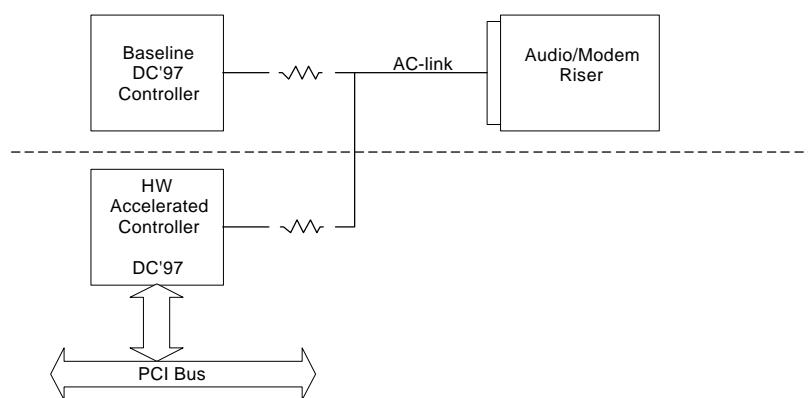 Baseline
DC'97
Controller
AC-link
Audio/Modem
Riser
HW
Accelerated
Controller
DC'97
PCI Bus